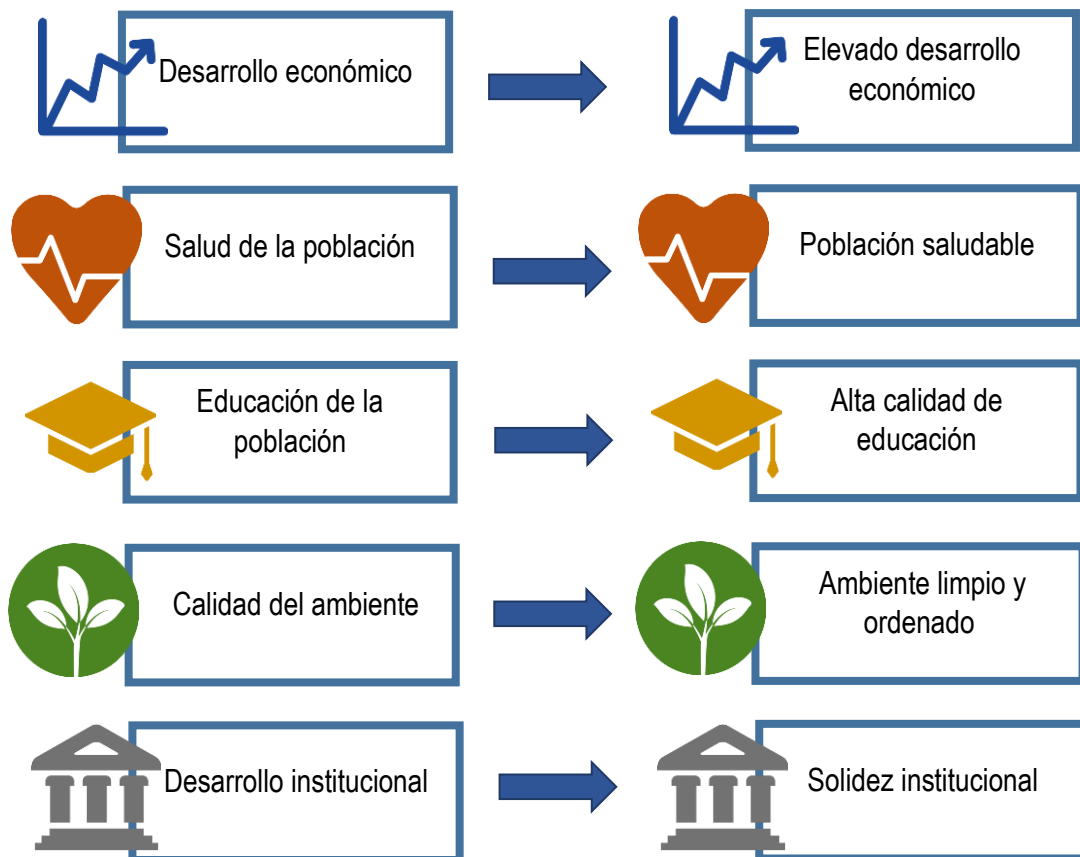 Desarrollo económico
Elevado desarrollo
económico
Salud de la población
Población saludable
Educación de la
población
Alta calidad de
educación
Calidad del ambiente
Ambiente limpio y
ordenado
Desarrollo institucional
Solidez institucional